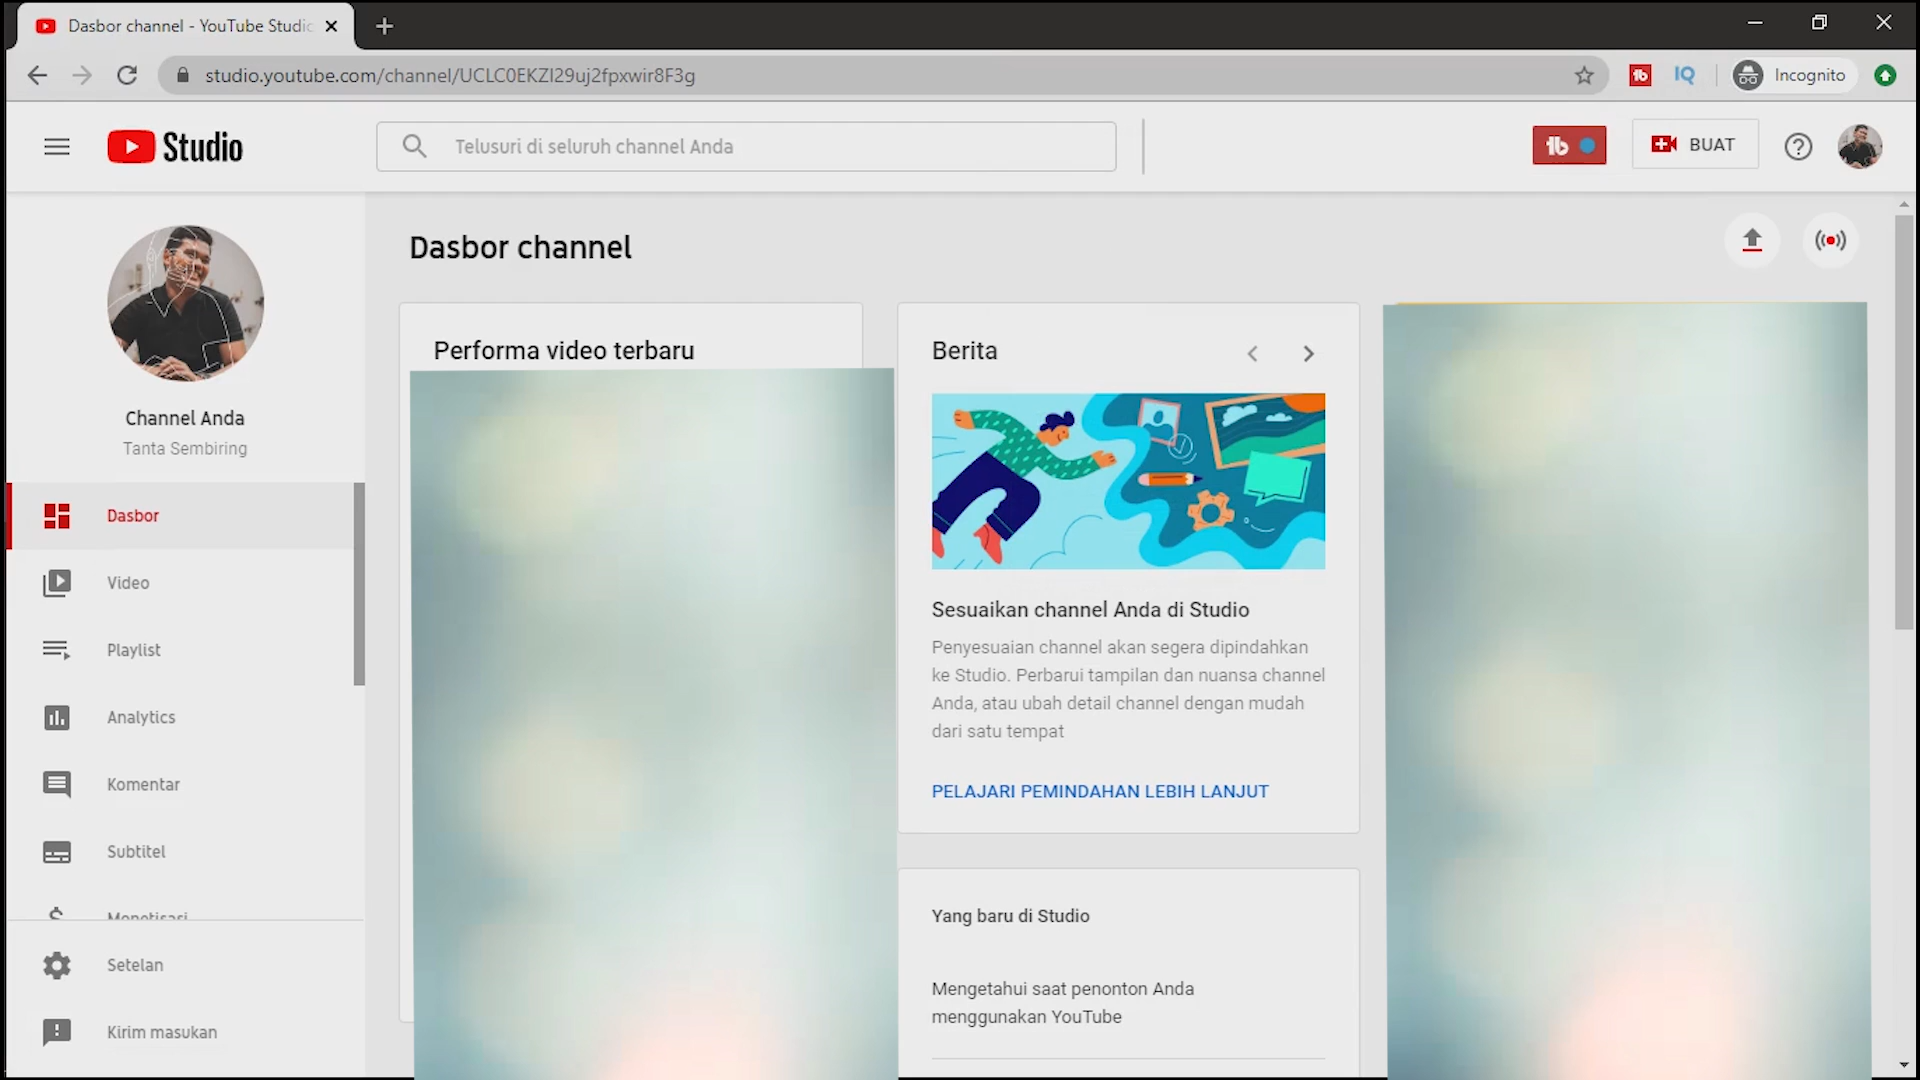 Dasbor channel - YouTube Studio
studio.youtube.com/channel/UCLC0EKZI29uj2fpxwir8F3g
Incognito
Studio
Telusuri di seluruh channel Anda
BUAT
Channel Anda
Tanta Sembiring
Dasbor
Video
Playlist
Analytics
Komentar
Subtitel
Monetisasi
Setelan
Kirim masukan
Dasbor channel
Performa video terbaru
Berita
Sesuaikan channel Anda di Studio
Penyesuaian channel akan segera dipindahkan
ke Studio. Perbarui tampilan dan nuansa channel
Anda, atau ubah detail channel dengan mudah
dari satu tempat
PELAJARI PEMINDAHAN LEBIH LANJUT
Yang baru di Studio
Mengetahui saat penonton Anda
menggunakan YouTube